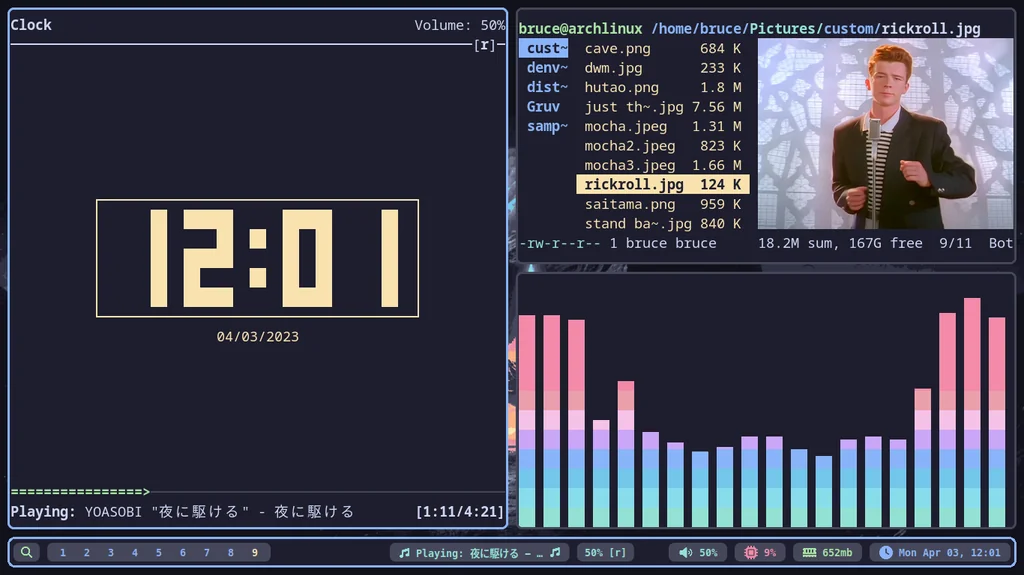 Clock Volume: 50%
[r]
12:01
04/03/2023
================>
Playing: YOASOBI "夜に駆ける" - 夜に駆ける [1:11/4:21]
bruce@archlinux /home/bruce/Pictures/custom/rickroll.jpg
cust~ cave.png 684 K
denv~ dwm.jpg 233 K
dist~ hutao.png 1.8 M
Gruv just th~.jpg 7.56 M
samp~ mocha.jpeg 1.31 M
mocha2.jpeg 823 K
mocha3.jpeg 1.66 M
rickroll.jpg 124 K
saitama.png 959 K
stand ba~.jpg 840 K
-rw-r--r-- 1 bruce bruce 18.2M sum, 167G free 9/11 Bot
1 2 3 4 5 6 7 8 9 Playing: 夜に駆ける – … 50% [r] 50% 9% 652mb Mon Apr 03, 12:01